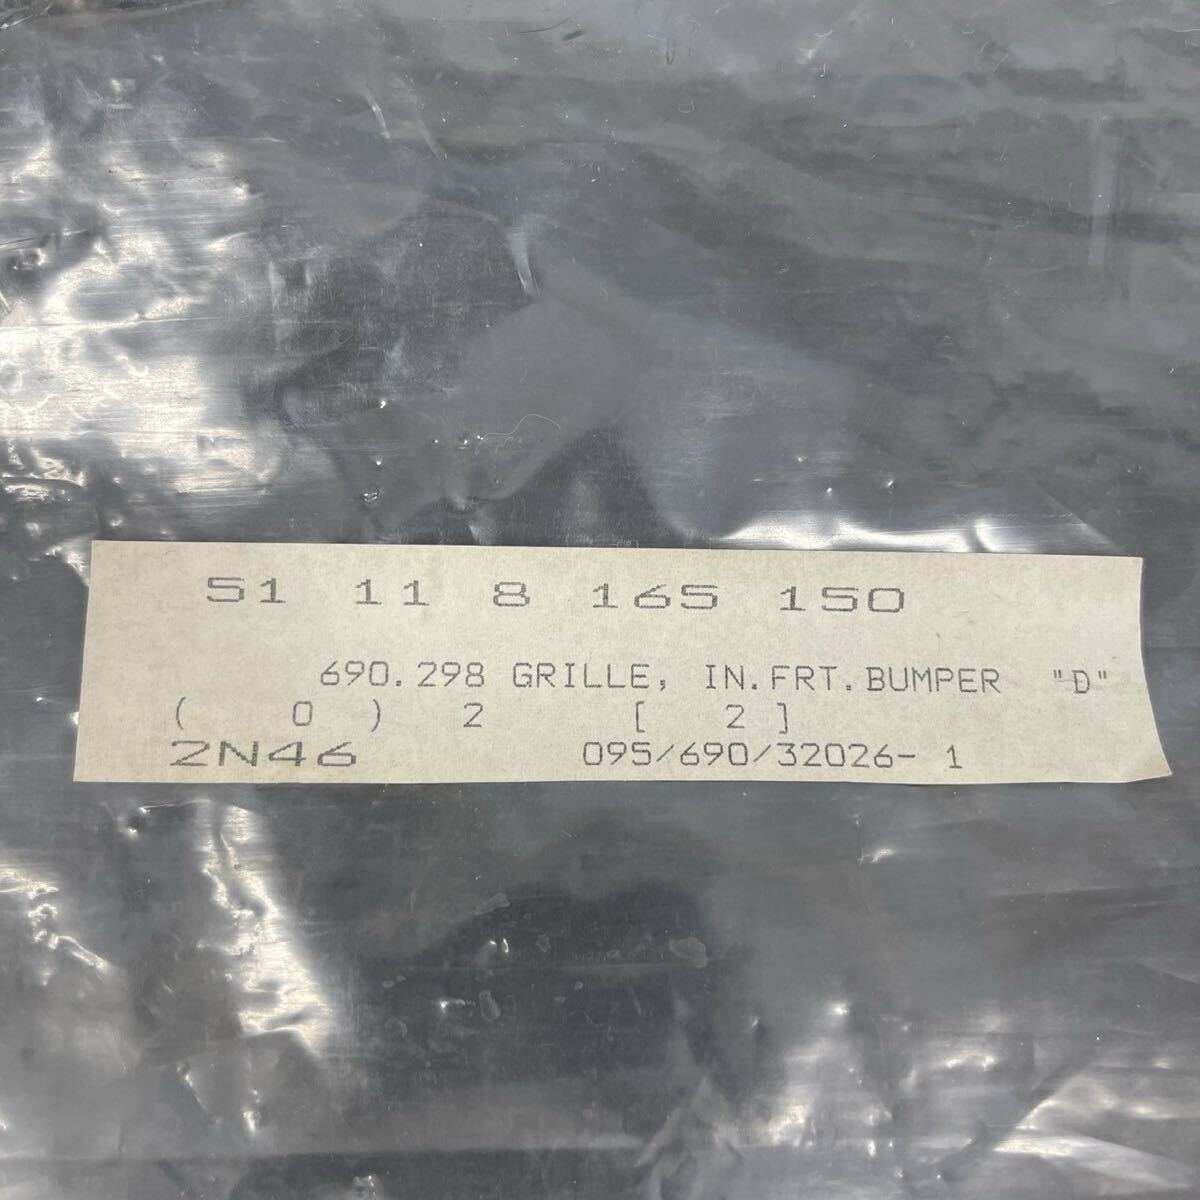 51 11 8 165 150
690.298 GRILLE, IN.FRT.BUMPER "D"
( 0 ) 2 [ 2 ]
2N46 095/690/32026- 1